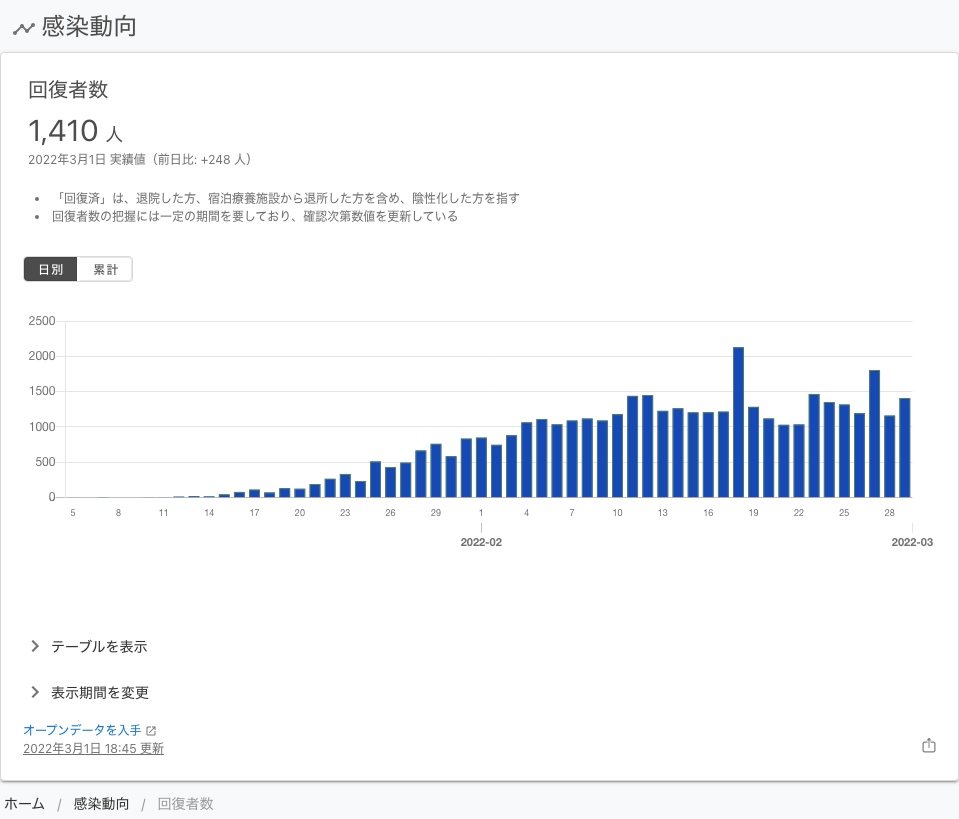 感染動向
回復者数
1,410 人
2022年3月1日 実績値（前日比: +248 人）
「回復済」は、退院した方、宿泊療養施設から退所した方を含め、陰性化した方を指す
回復者数の把握には一定の期間を要しており、確認次第数値を更新している
日別 累計
2500
2000
1500
1000
500
0
5 8 11 14 17 20 23 26 29 1 4 7 10 13 16 19 22 25 28
2022-02 2022-03
テーブルを表示
表示期間を変更
オープンデータを入手
2022年3月1日 18:45 更新
ホーム / 感染動向 / 回復者数